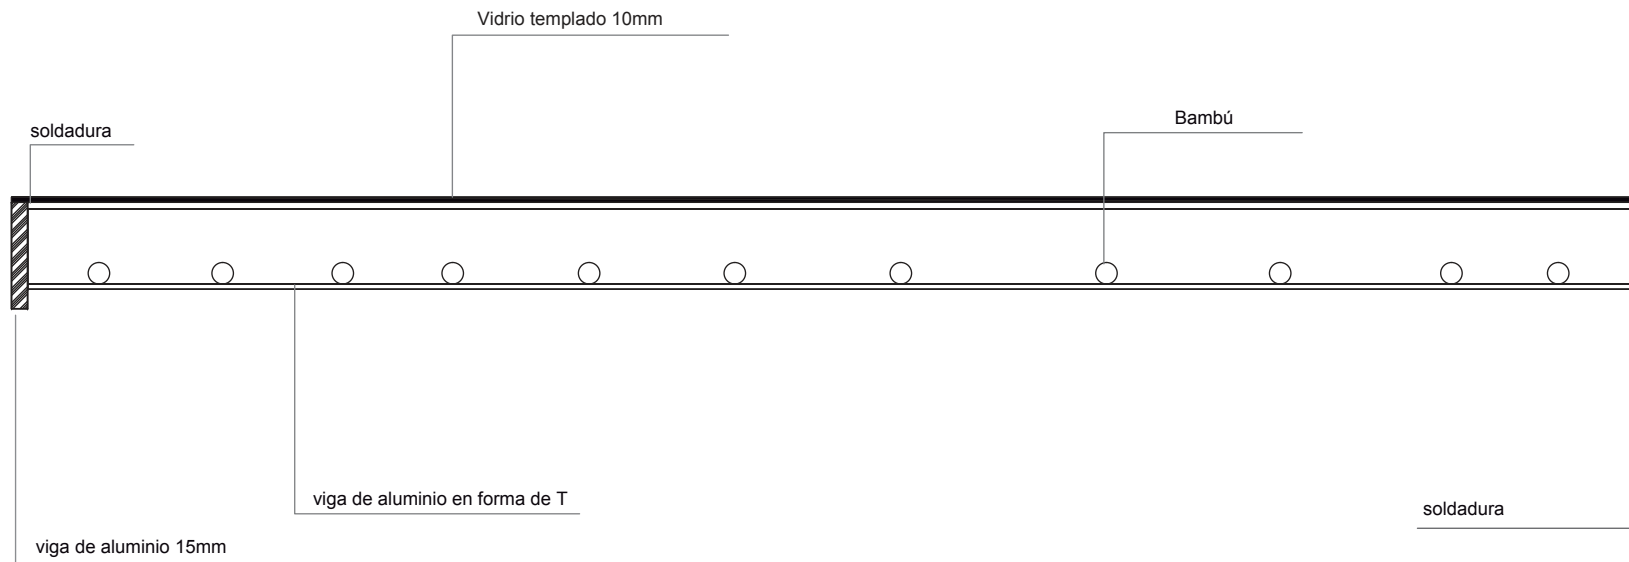 Vidrio templado 10mm
Bambú
soldadura
viga de aluminio en forma de T
soldadura
viga de aluminio 15mm